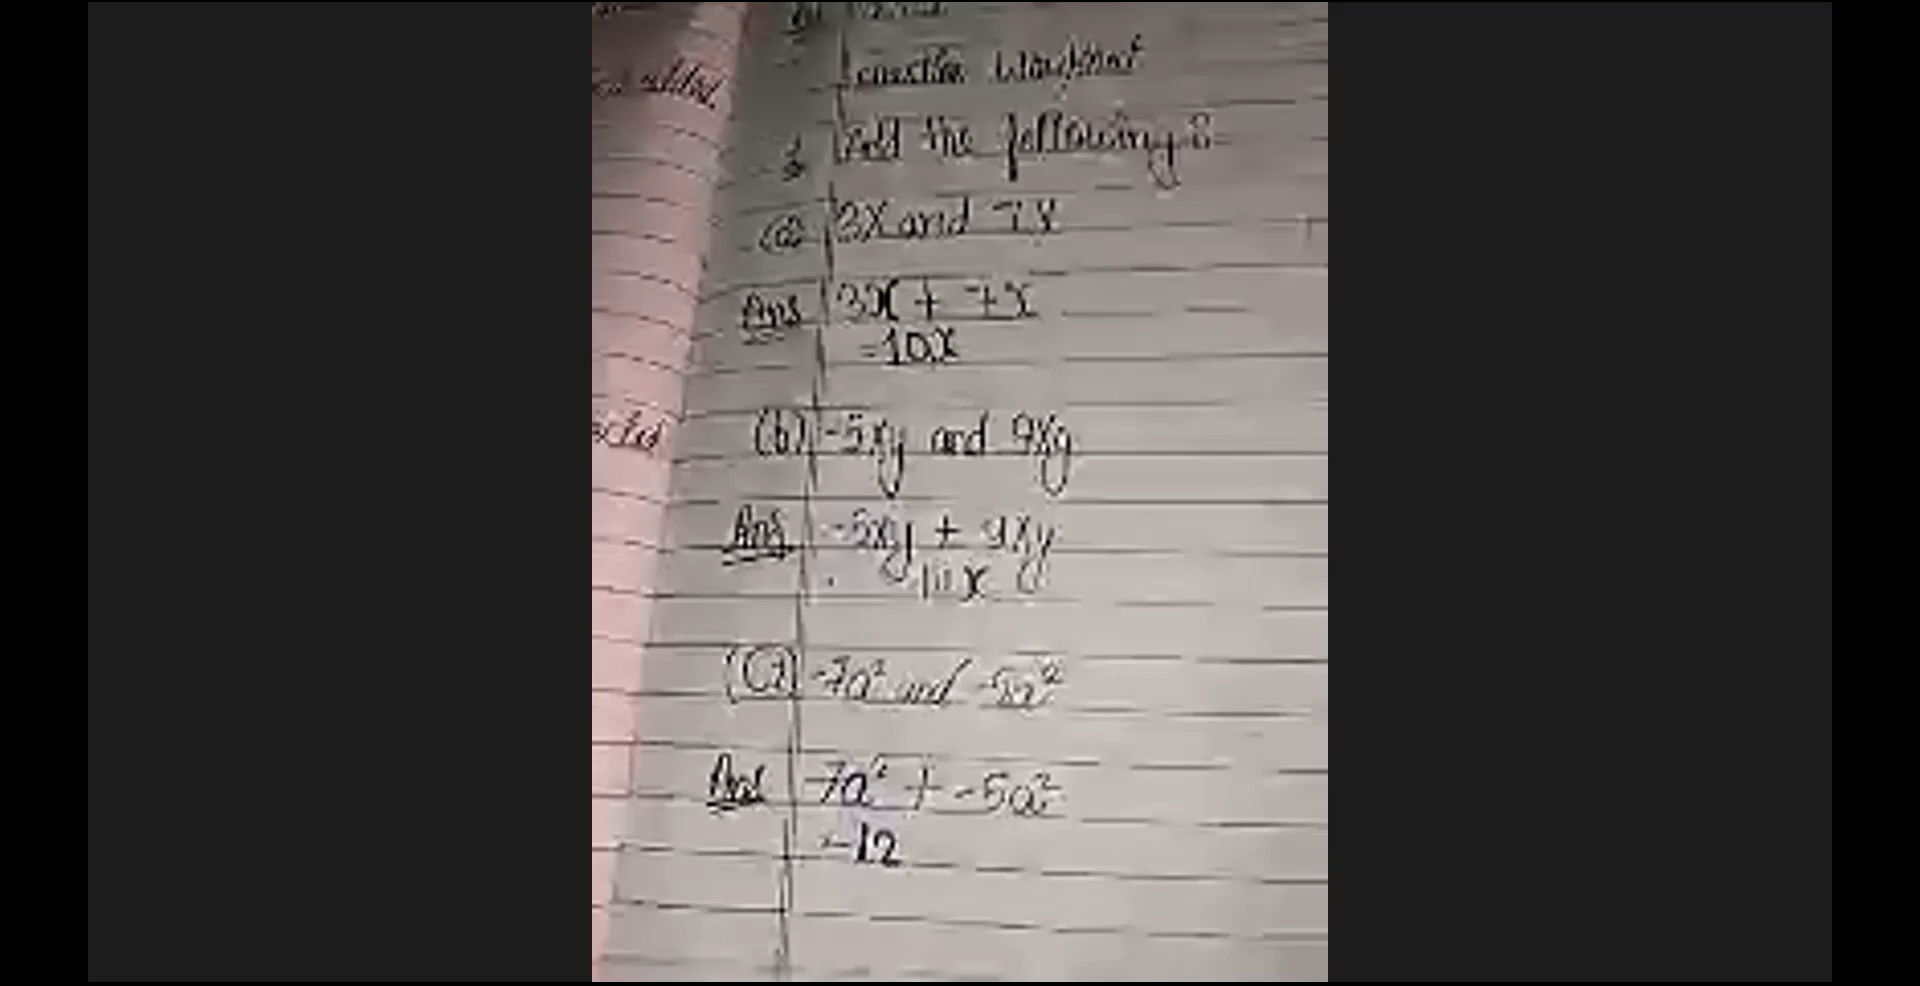 Add the following :-
(a) 3x and 7x
Ans 3x + 7x
=10x
(b) -5xy and 9xy
Ans -5xy + 9xy
(c) -7a² and -5a²
Ans -7a² + -5a²
=-12